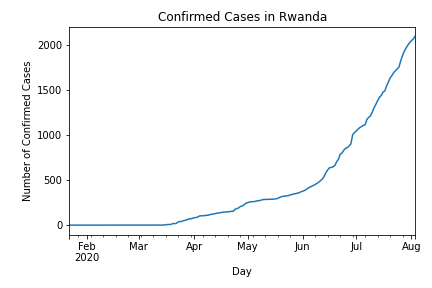 Confirmed Cases in Rwanda
Number of Confirmed Cases
2000
1500
1000
500
0
Feb Mar Apr May Jun Jul Aug
2020
Day